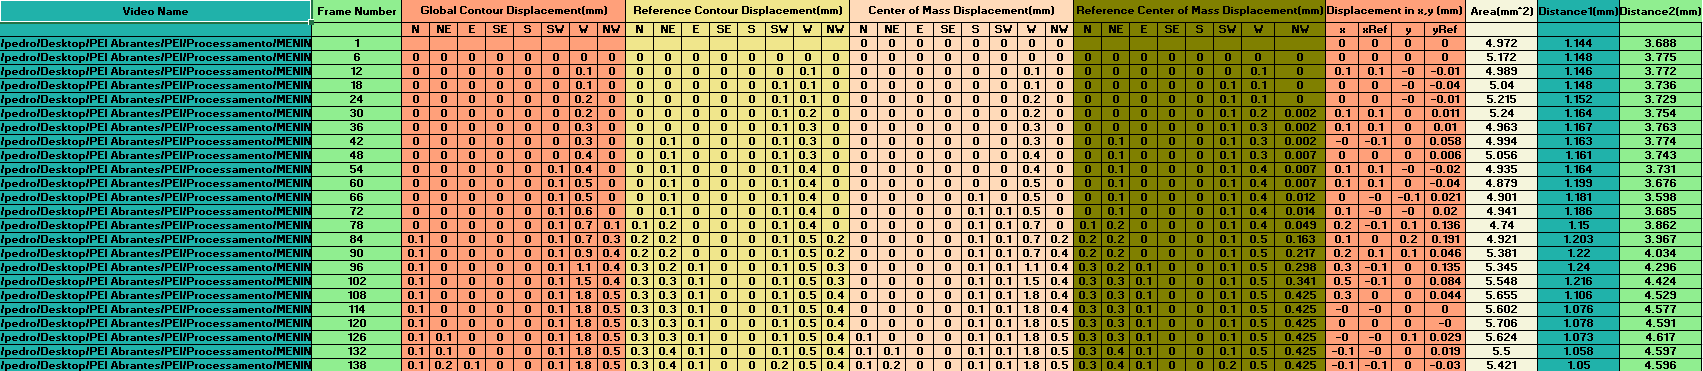 Video Name Frame Number Global Contour Displacement(mm) Reference Contour Displacement(mm) Center of Mass Displacement(mm) Reference Center of Mass Displacement(mm) Displacement in x,y (mm) Area(mm^2) Distance1(mm) Distance2(mm)
N NE E SE S SW W NW N NE E SE S SW W NW N NE E SE S SW W NW N NE E SE S SW W NW x xRef y yRef
/pedro/Desktop/PEI Abrantes/PEI/Processamento/MENIN 1 0 0 0 0 0 0 0 0 0 0 0 0 0 0 0 0 0 0 0 0 4.972 1.144 3.688
/pedro/Desktop/PEI Abrantes/PEI/Processamento/MENIN 6 0 0 0 0 0 0 0 0 0 0 0 0 0 0 0 0 0 0 0 0 0 0 0 0 0 0 0 0 0 0 0 0 0 0 0 0 5.172 1.148 3.775
/pedro/Desktop/PEI Abrantes/PEI/Processamento/MENIN 12 0 0 0 0 0 0 0.1 0 0 0 0 0 0 0 0.1 0 0 0 0 0 0 0 0.1 0 0 0 0 0 0 0 0.1 0 0.1 0.1 -0 -0.01 4.989 1.146 3.772
/pedro/Desktop/PEI Abrantes/PEI/Processamento/MENIN 18 0 0 0 0 0 0 0.1 0 0 0 0 0 0 0.1 0.1 0 0 0 0 0 0 0 0.1 0 0 0 0 0 0 0.1 0.1 0 0 0 -0 -0.04 5.04 1.148 3.736
/pedro/Desktop/PEI Abrantes/PEI/Processamento/MENIN 24 0 0 0 0 0 0 0.2 0 0 0 0 0 0 0.1 0.1 0 0 0 0 0 0 0 0.2 0 0 0 0 0 0 0.1 0.1 0 0 0 -0 -0.01 5.215 1.152 3.729
/pedro/Desktop/PEI Abrantes/PEI/Processamento/MENIN 30 0 0 0 0 0 0 0.2 0 0 0 0 0 0 0.1 0.2 0 0 0 0 0 0 0 0.2 0 0 0 0 0 0 0.1 0.2 0.002 0.1 0.1 0 0.011 5.24 1.164 3.754
/pedro/Desktop/PEI Abrantes/PEI/Processamento/MENIN 36 0 0 0 0 0 0 0.3 0 0 0 0 0 0 0.1 0.3 0 0 0 0 0 0 0 0.3 0 0 0 0 0 0 0.1 0.3 0.002 0.1 0.1 0 0.01 4.963 1.167 3.763
/pedro/Desktop/PEI Abrantes/PEI/Processamento/MENIN 42 0 0 0 0 0 0 0.3 0 0 0.1 0 0 0 0.1 0.3 0 0 0 0 0 0 0 0.3 0 0 0.1 0 0 0 0.1 0.3 0.002 -0 -0.1 0 0.058 4.994 1.163 3.774
/pedro/Desktop/PEI Abrantes/PEI/Processamento/MENIN 48 0 0 0 0 0 0 0.4 0 0 0.1 0 0 0 0.1 0.3 0 0 0 0 0 0 0 0.4 0 0 0.1 0 0 0 0.1 0.3 0.007 0 0 0 0.006 5.056 1.161 3.743
/pedro/Desktop/PEI Abrantes/PEI/Processamento/MENIN 54 0 0 0 0 0 0.1 0.4 0 0 0.1 0 0 0 0.1 0.4 0 0 0 0 0 0 0 0.4 0 0 0.1 0 0 0 0.1 0.4 0.007 0.1 0.1 -0 -0.02 4.935 1.164 3.731
/pedro/Desktop/PEI Abrantes/PEI/Processamento/MENIN 60 0 0 0 0 0 0.1 0.5 0 0 0.1 0 0 0 0.1 0.4 0 0 0 0 0 0 0 0.5 0 0 0.1 0 0 0 0.1 0.4 0.007 0.1 0.1 0 -0.04 4.879 1.199 3.676
/pedro/Desktop/PEI Abrantes/PEI/Processamento/MENIN 66 0 0 0 0 0 0.1 0.5 0 0 0.1 0 0 0 0.1 0.4 0 0 0 0 0 0.1 0 0.5 0 0 0.1 0 0 0 0.1 0.4 0.012 0 -0 -0.1 0.021 4.901 1.181 3.598
/pedro/Desktop/PEI Abrantes/PEI/Processamento/MENIN 72 0 0 0 0 0 0.1 0.6 0 0 0.1 0 0 0 0.1 0.4 0 0 0 0 0 0.1 0.1 0.5 0 0 0.1 0 0 0 0.1 0.4 0.014 0.1 -0 -0 0.02 4.941 1.186 3.685
/pedro/Desktop/PEI Abrantes/PEI/Processamento/MENIN 78 0 0 0 0 0 0.1 0.7 0.1 0.1 0.2 0 0 0 0.1 0.4 0 0 0 0 0 0.1 0.1 0.7 0 0.1 0.2 0 0 0 0.1 0.4 0.049 0.2 -0.1 0.1 0.136 4.74 1.15 3.862
/pedro/Desktop/PEI Abrantes/PEI/Processamento/MENIN 84 0.1 0 0 0 0 0.1 0.7 0.3 0.2 0.2 0 0 0 0.1 0.5 0.2 0 0 0 0 0.1 0.1 0.7 0.2 0.2 0.2 0 0 0 0.1 0.5 0.163 0.1 0 0.2 0.191 4.921 1.203 3.967
/pedro/Desktop/PEI Abrantes/PEI/Processamento/MENIN 90 0.1 0 0 0 0 0.1 0.9 0.4 0.2 0.2 0 0 0 0.1 0.5 0.2 0 0 0 0 0.1 0.1 0.7 0.4 0.2 0.2 0 0 0 0.1 0.5 0.217 0.2 0.1 0.1 0.046 5.381 1.22 4.034
/pedro/Desktop/PEI Abrantes/PEI/Processamento/MENIN 96 0.1 0 0 0 0 0.1 1.1 0.4 0.3 0.2 0.1 0 0 0.1 0.5 0.3 0 0 0 0 0.1 0.1 1.1 0.4 0.3 0.2 0.1 0 0 0.1 0.5 0.298 0.3 -0.1 0 0.135 5.345 1.24 4.296
/pedro/Desktop/PEI Abrantes/PEI/Processamento/MENIN 102 0.1 0 0 0 0 0.1 1.5 0.4 0.3 0.3 0.1 0 0 0.1 0.5 0.3 0 0 0 0 0.1 0.1 1.5 0.4 0.3 0.3 0.1 0 0 0.1 0.5 0.341 0.5 -0.1 0 0.084 5.548 1.216 4.424
/pedro/Desktop/PEI Abrantes/PEI/Processamento/MENIN 108 0.1 0 0 0 0 0.1 1.8 0.5 0.3 0.3 0.1 0 0 0.1 0.5 0.4 0 0 0 0 0.1 0.1 1.8 0.4 0.3 0.3 0.1 0 0 0.1 0.5 0.425 0.3 0 0 0.044 5.655 1.106 4.529
/pedro/Desktop/PEI Abrantes/PEI/Processamento/MENIN 114 0.1 0 0 0 0 0.1 1.8 0.5 0.3 0.3 0.1 0 0 0.1 0.5 0.4 0 0 0 0 0.1 0.1 1.8 0.4 0.3 0.3 0.1 0 0 0.1 0.5 0.425 -0 -0 0 0 5.602 1.076 4.577
/pedro/Desktop/PEI Abrantes/PEI/Processamento/MENIN 120 0.1 0 0 0 0 0.1 1.8 0.5 0.3 0.3 0.1 0 0 0.1 0.5 0.4 0 0 0 0 0.1 0.1 1.8 0.5 0.3 0.3 0.1 0 0 0.1 0.5 0.425 0 0 0 -0 5.706 1.078 4.591
/pedro/Desktop/PEI Abrantes/PEI/Processamento/MENIN 126 0.1 0.1 0 0 0 0.1 1.8 0.5 0.3 0.3 0.1 0 0 0.1 0.5 0.4 0.1 0 0 0 0.1 0.1 1.8 0.5 0.3 0.3 0.1 0 0 0.1 0.5 0.425 -0 -0 0.1 0.029 5.624 1.073 4.617
/pedro/Desktop/PEI Abrantes/PEI/Processamento/MENIN 132 0.1 0.1 0 0 0 0.1 1.8 0.5 0.3 0.4 0.1 0 0 0.1 0.5 0.4 0.1 0.1 0 0 0.1 0.1 1.8 0.5 0.3 0.4 0.1 0 0 0.1 0.5 0.425 -0.1 -0 0 0.019 5.5 1.058 4.597
/pedro/Desktop/PEI Abrantes/PEI/Processamento/MENIN 138 0.1 0.2 0.1 0 0 0.1 1.8 0.5 0.3 0.4 0.1 0 0 0.2 0.5 0.4 0.1 0.2 0 0 0.1 0.1 1.8 0.5 0.3 0.4 0.1 0 0 0.2 0.5 0.425 -0.1 -0.1 0 -0.03 5.421 1.05 4.596